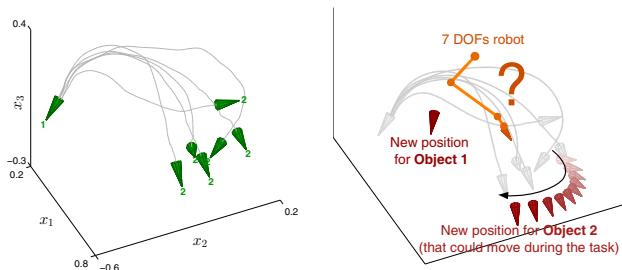 0.4
x3
−0.3
0.2
x1
0.8
−0.6
x2
0.2
1
2
2
2
2
2
7 DOFs robot
?
New position
for Object 1
New position for Object 2
(that could move during the task)